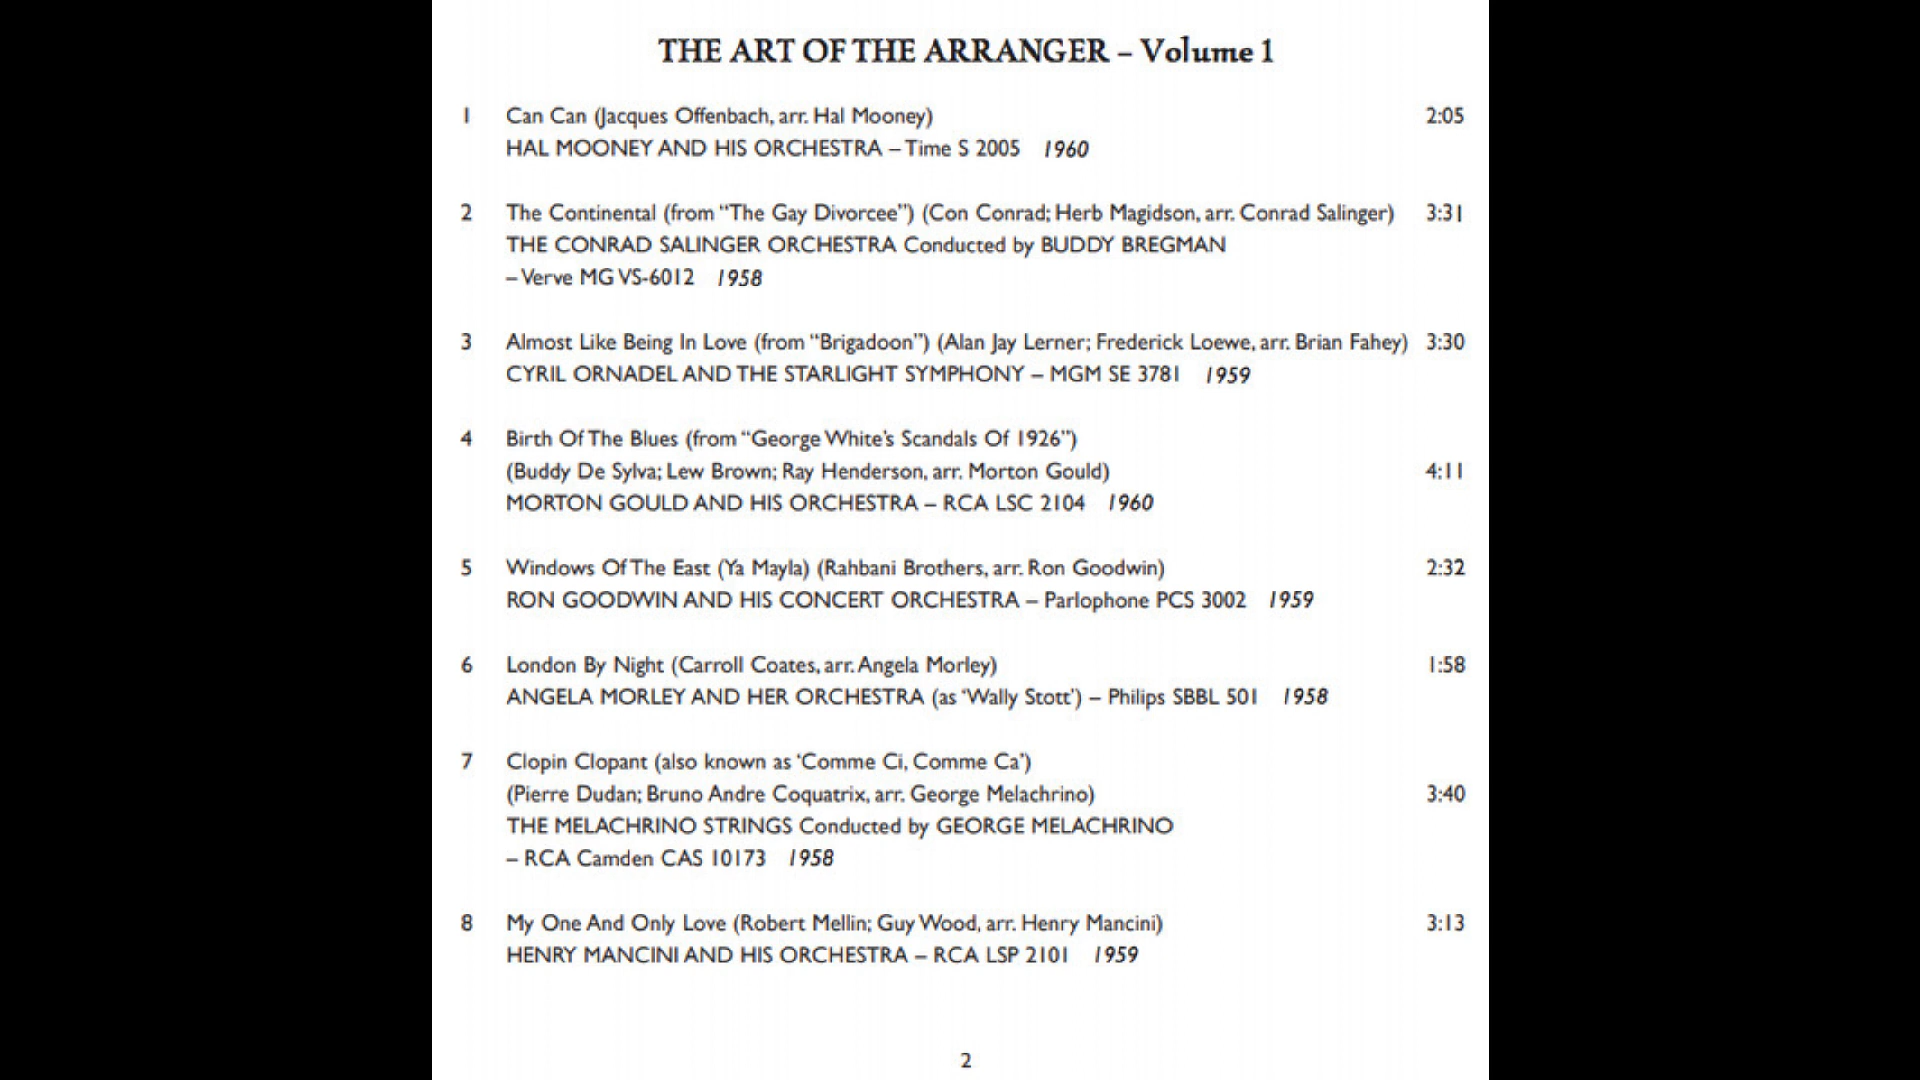 THE ART OF THE ARRANGER – Volume 1
1 Can Can (Jacques Offenbach, arr. Hal Mooney) 2:05
HAL MOONEY AND HIS ORCHESTRA – Time S 2005 1960
2 The Continental (from “The Gay Divorcee”) (Con Conrad; Herb Magidson, arr. Conrad Salinger) 3:31
THE CONRAD SALINGER ORCHESTRA Conducted by BUDDY BREGMAN
– Verve MG VS-6012 1958
3 Almost Like Being In Love (from “Brigadoon”) (Alan Jay Lerner; Frederick Loewe, arr. Brian Fahey) 3:30
CYRIL ORNADEL AND THE STARLIGHT SYMPHONY – MGM SE 3781 1959
4 Birth Of The Blues (from “George White’s Scandals Of 1926”)
(Buddy De Sylva; Lew Brown; Ray Henderson, arr. Morton Gould) 4:11
MORTON GOULD AND HIS ORCHESTRA – RCA LSC 2104 1960
5 Windows Of The East (Ya Mayla) (Rahbani Brothers, arr. Ron Goodwin) 2:32
RON GOODWIN AND HIS CONCERT ORCHESTRA – Parlophone PCS 3002 1959
6 London By Night (Carroll Coates, arr. Angela Morley) 1:58
ANGELA MORLEY AND HER ORCHESTRA (as ‘Wally Stott’) – Philips SBBL 501 1958
7 Clopin Clopant (also known as ‘Comme Ci, Comme Ca’)
(Pierre Dudan; Bruno Andre Coquatrix, arr. George Melachrino) 3:40
THE MELACHRINO STRINGS Conducted by GEORGE MELACHRINO
– RCA Camden CAS 10173 1958
8 My One And Only Love (Robert Mellin; Guy Wood, arr. Henry Mancini) 3:13
HENRY MANCINI AND HIS ORCHESTRA – RCA LSP 2101 1959
2